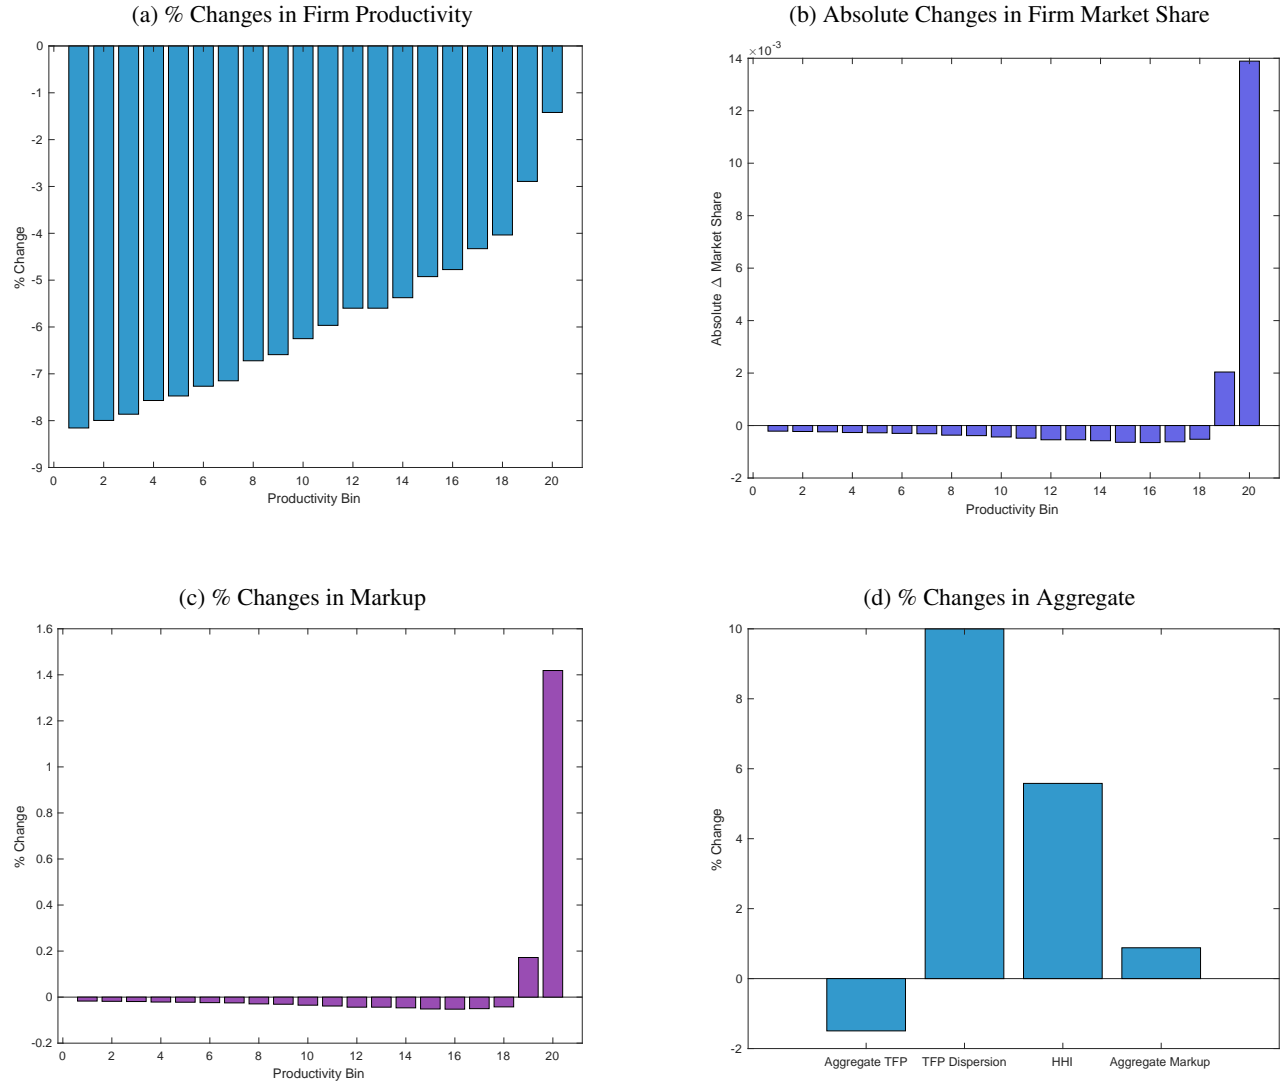 (a) % Changes in Firm Productivity
0
-1
-2
-3
-4
-5
-6
-7
-8
-9
% Change
0 2 4 6 8 10 12 14 16 18 20
Productivity Bin
(b) Absolute Changes in Firm Market Share
×10⁻³
14
12
10
8
6
4
2
0
-2
Absolute Δ Market Share
0 2 4 6 8 10 12 14 16 18 20
Productivity Bin
(c) % Changes in Markup
1.6
1.4
1.2
1
0.8
0.6
0.4
0.2
0
-0.2
% Change
0 2 4 6 8 10 12 14 16 18 20
Productivity Bin
(d) % Changes in Aggregate
10
8
6
4
2
0
-2
% Change
Aggregate TFP TFP Dispersion HHI Aggregate Markup